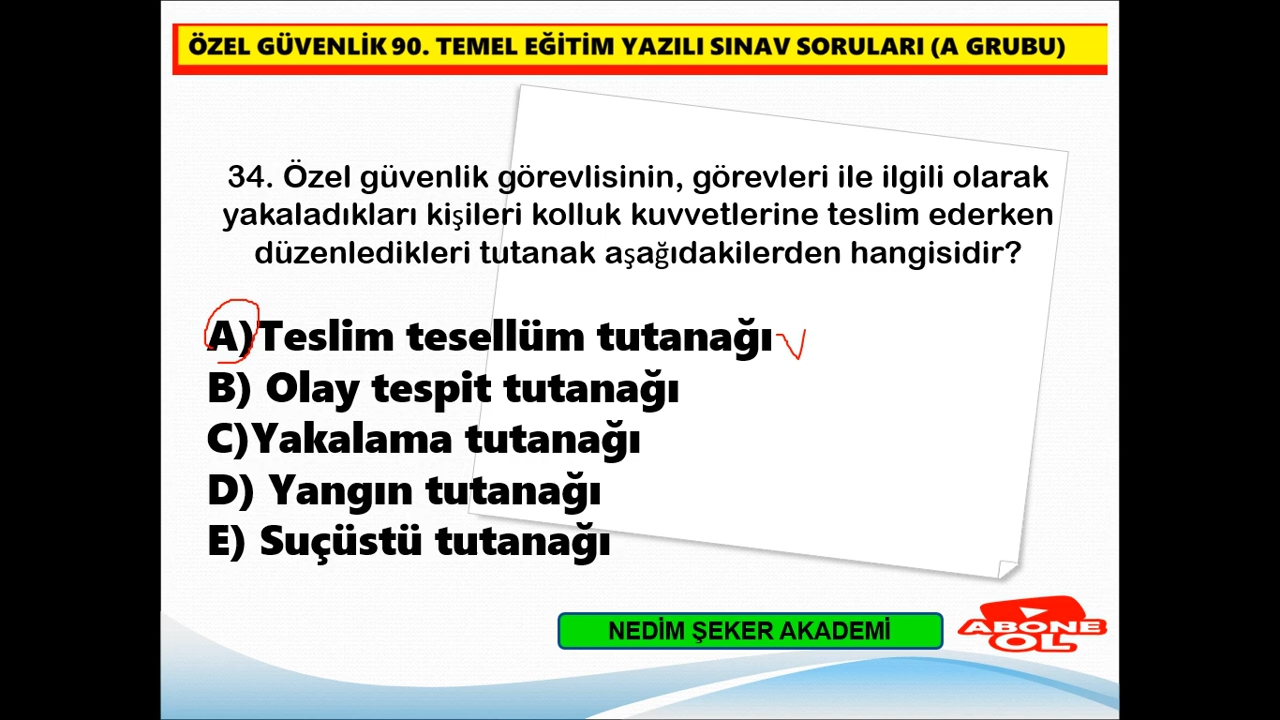 ÖZEL GÜVENLİK 90. TEMEL EĞİTİM YAZILI SINAV SORULARI (A GRUBU)
34. Özel güvenlik görevlisinin, görevleri ile ilgili olarak
yakaladıkları kişileri kolluk kuvvetlerine teslim ederken
düzenledikleri tutanak aşağıdakilerden hangisidir?
A)Teslim tesellüm tutanağı
B) Olay tespit tutanağı
C)Yakalama tutanağı
D) Yangın tutanağı
E) Suçüstü tutanağı
NEDİM ŞEKER AKADEMİ
ABONE
OL